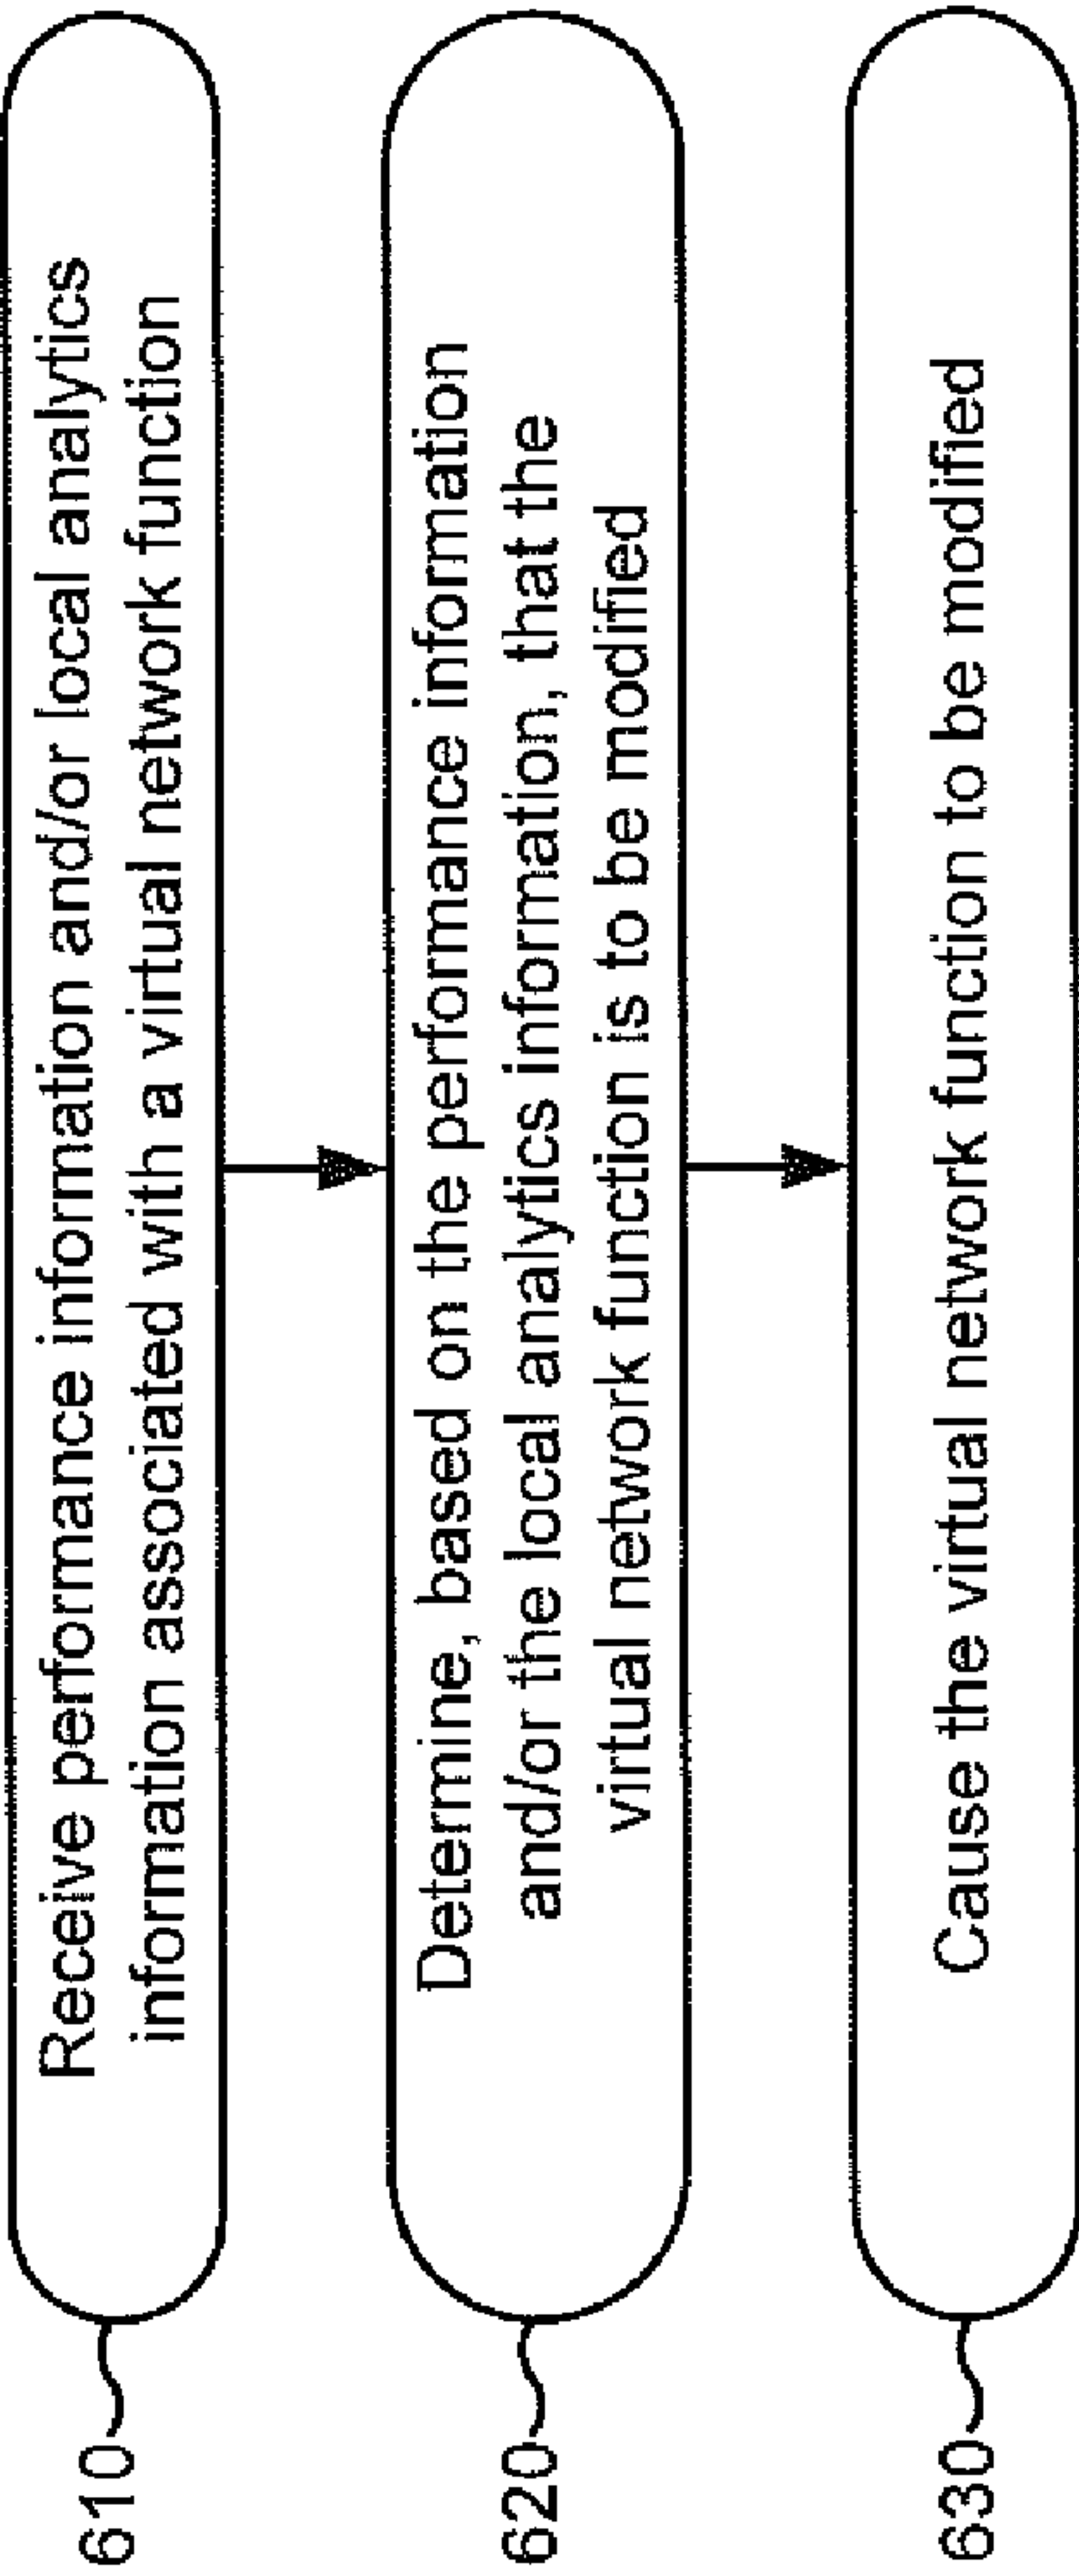 610
Receive performance information and/or local analytics
information associated with a virtual network function
620
Determine, based on the performance information
and/or the local analytics information, that the
virtual network function is to be modified
630
Cause the virtual network function to be modified